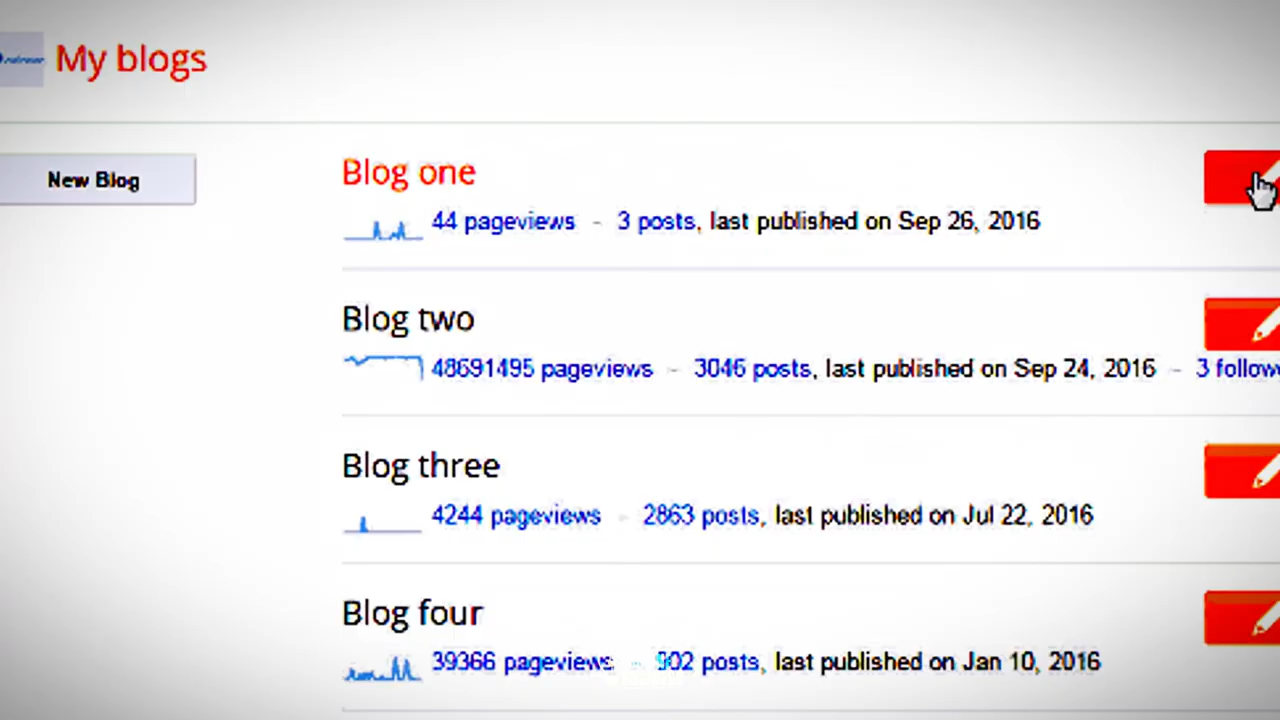 My blogs
New Blog
Blog one
44 pageviews - 3 posts, last published on Sep 26, 2016
Blog two
48691495 pageviews - 3046 posts, last published on Sep 24, 2016 - 3 follow
Blog three
4244 pageviews - 2863 posts, last published on Jul 22, 2016
Blog four
39366 pageviews - 902 posts, last published on Jan 10, 2016